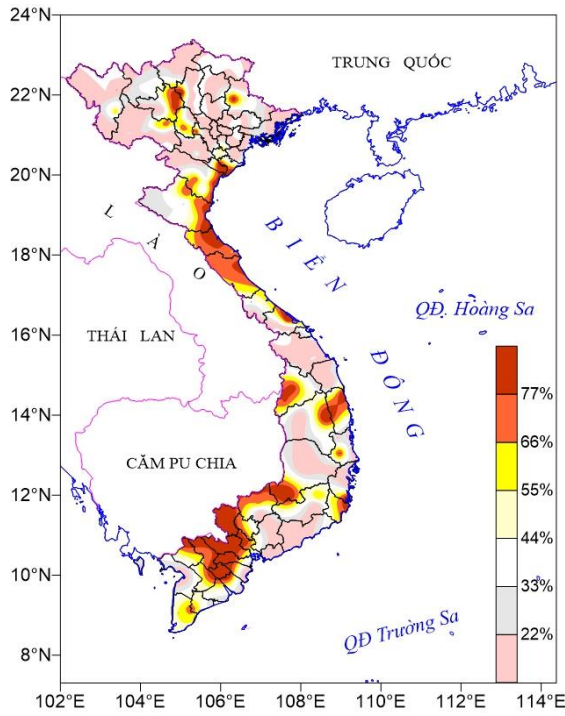 24°N
TRUNG QUỐC
22°N
20°N
LÀO
18°N
BIỂN ĐÔNG
QĐ. Hoàng Sa
16°N
THÁI LAN
14°N
CĂM PU CHIA
12°N
10°N
8°N
QĐ Trường Sa
77%
66%
55%
44%
33%
22%
102°E 104°E 106°E 108°E 110°E 112°E 114°E